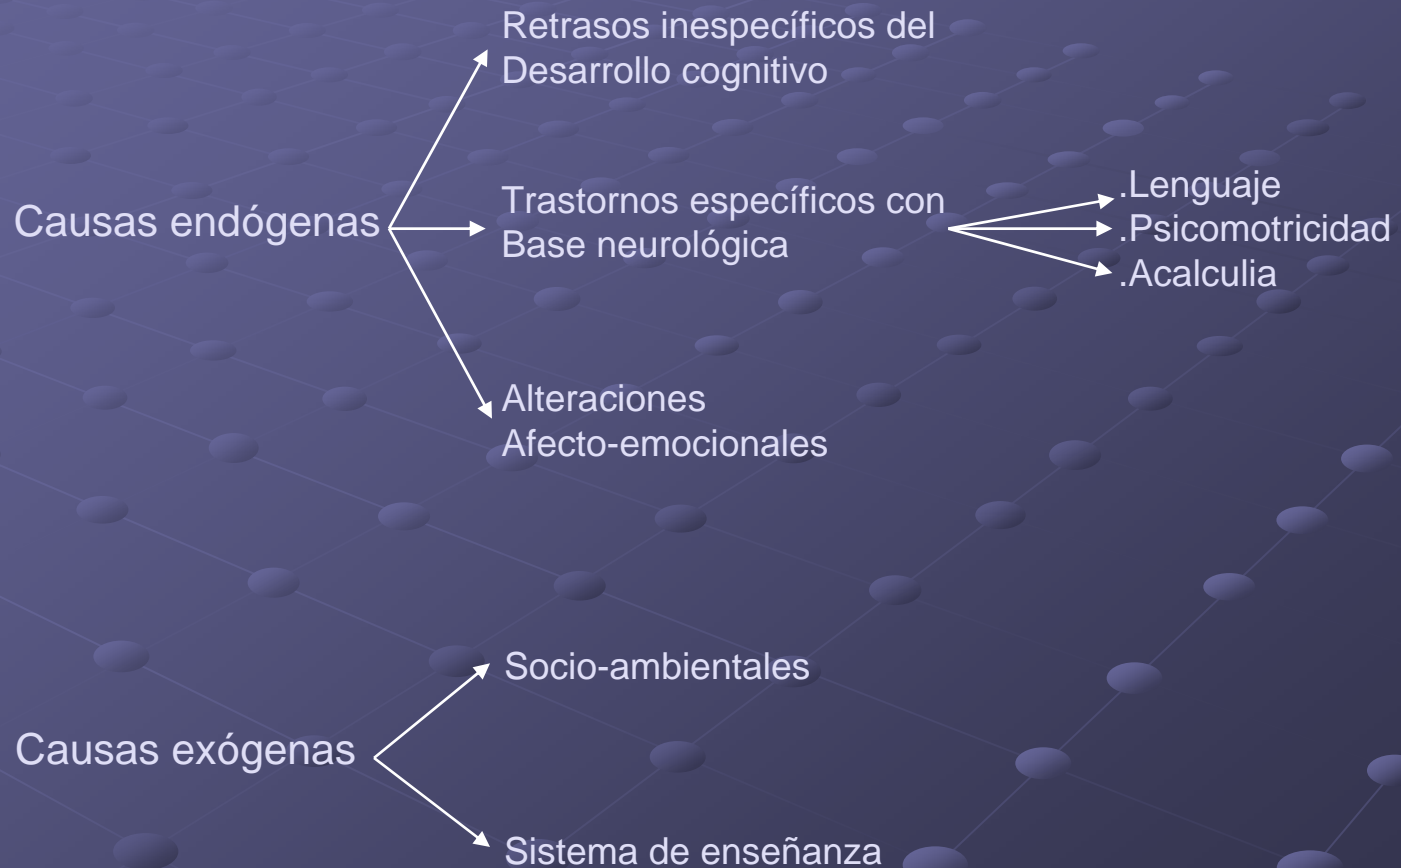 Retrasos inespecíficos del
Desarrollo cognitivo
Causas endógenas
Trastornos específicos con
Base neurológica
.Lenguaje
.Psicomotricidad
.Acalculia
Alteraciones
Afecto-emocionales
Socio-ambientales
Causas exógenas
Sistema de enseñanza